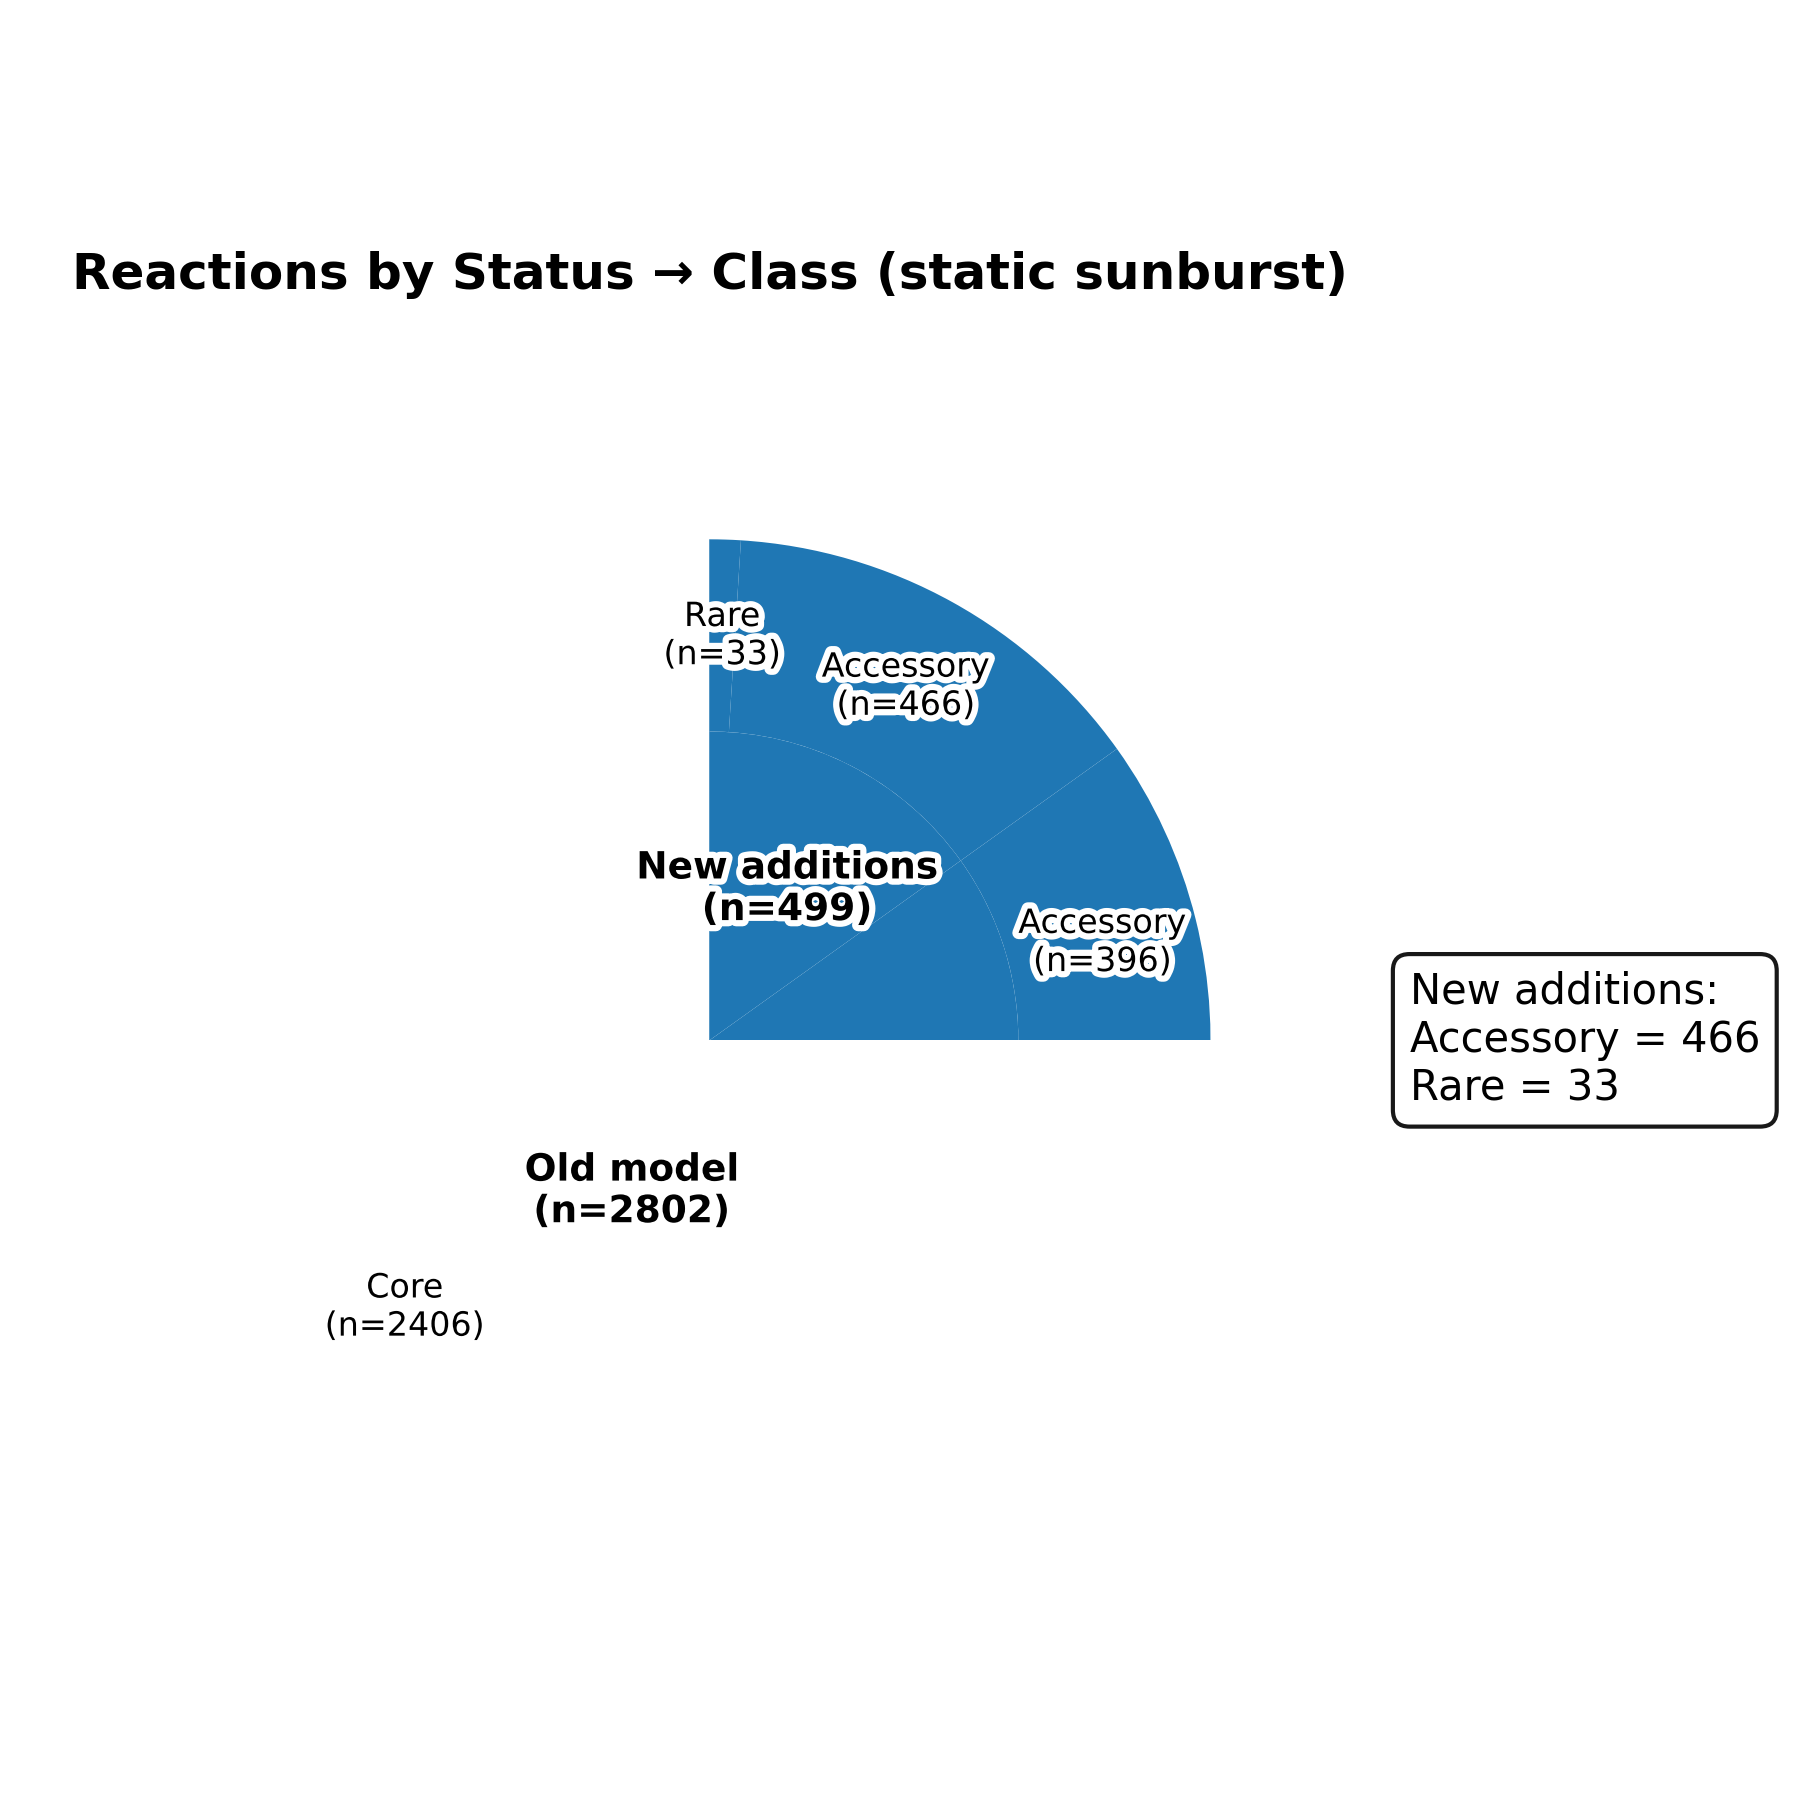 Reactions by Status → Class (static sunburst)
Rare
(n=33)
Accessory
(n=466)
New additions
(n=499)
Accessory
(n=396)
New additions:
Accessory = 466
Rare = 33
Old model
(n=2802)
Core
(n=2406)